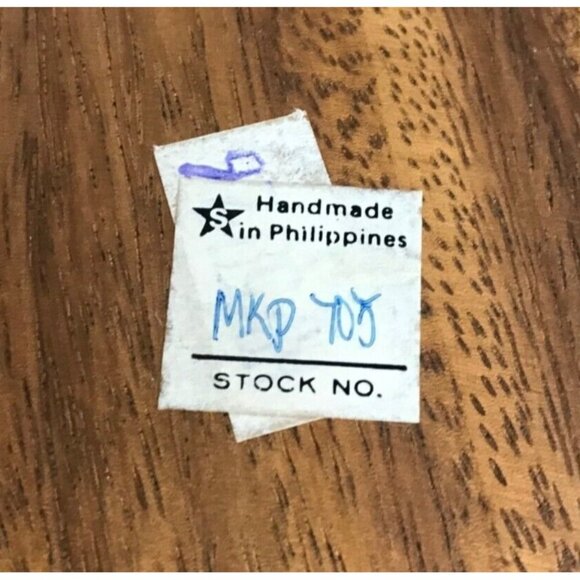 S
Handmade
in Philippines
MKD 705
STOCK NO.